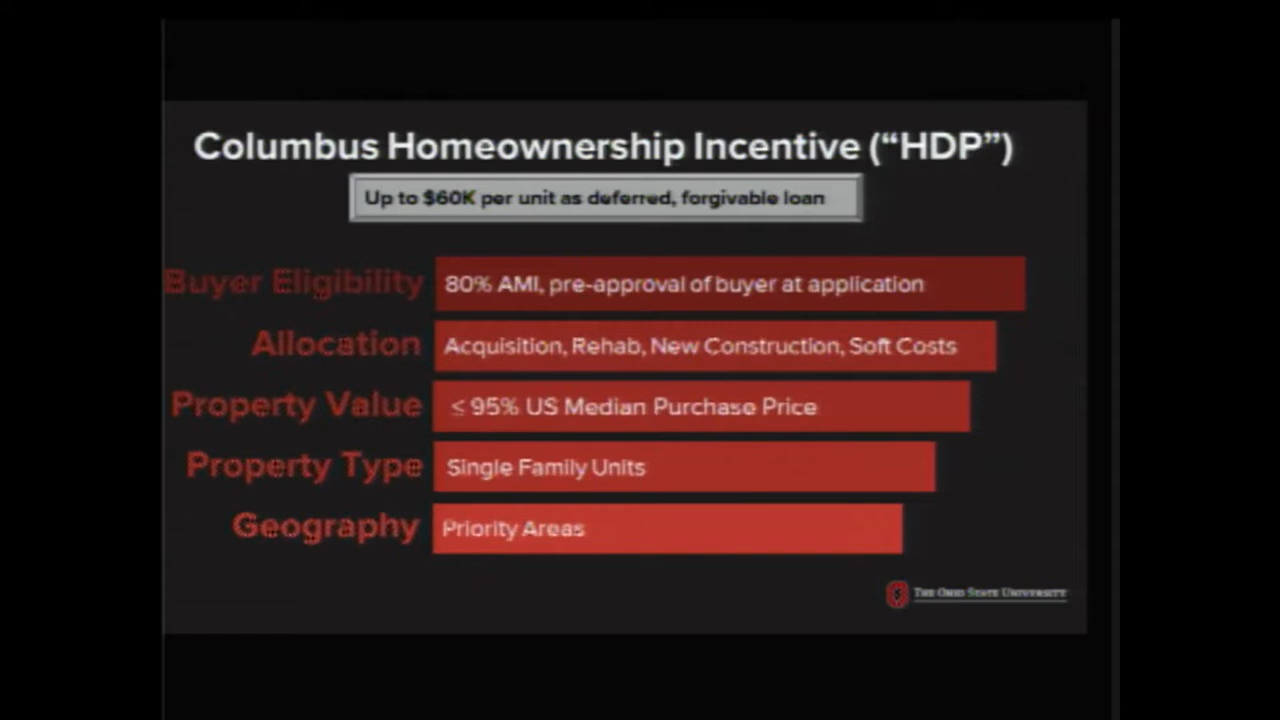 Columbus Homeownership Incentive (“HDP”)
Up to $60K per unit as deferred, forgivable loan
Buyer Eligibility 80% AMI, pre-approval of buyer at application
Allocation Acquisition, Rehab, New Construction, Soft Costs
Property Value ≤ 95% US Median Purchase Price
Property Type Single Family Units
Geography Priority Areas
THE OHIO STATE UNIVERSITY